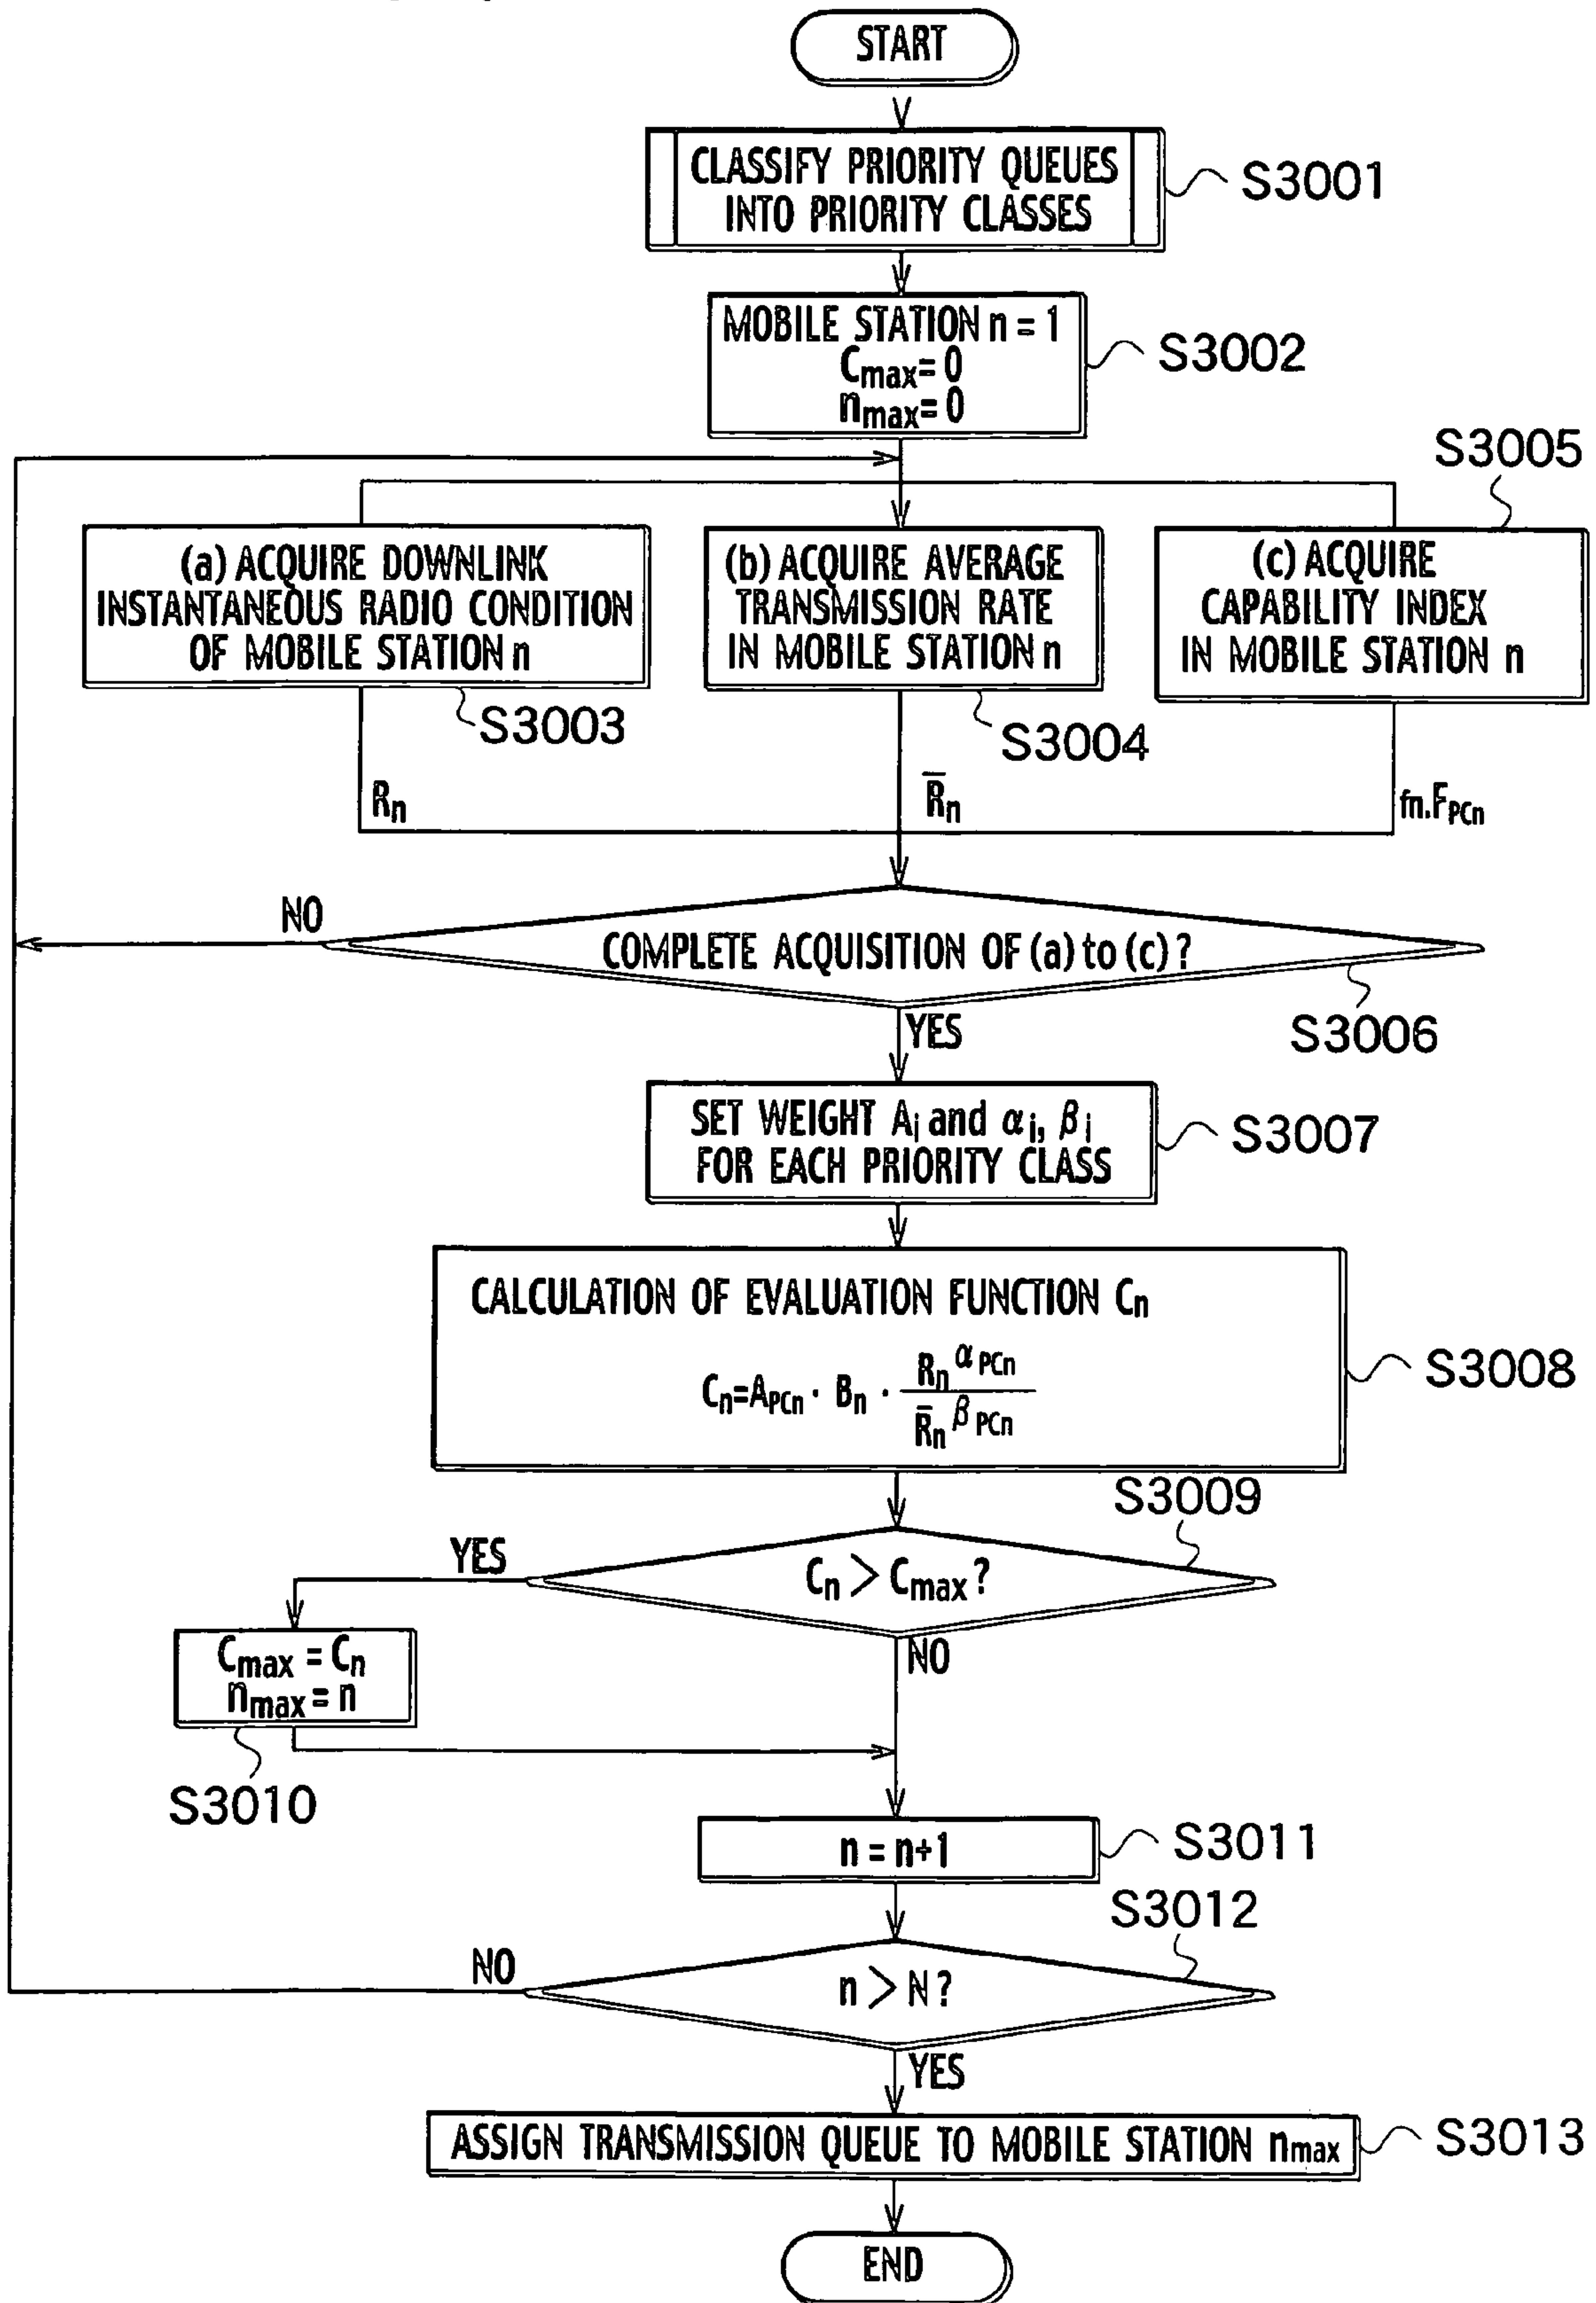 START
CLASSIFY PRIORITY QUEUES
INTO PRIORITY CLASSES
S3001
MOBILE STATION n = 1
Cmax= 0
nmax= 0
S3002
S3005
(a) ACQUIRE DOWNLINK
INSTANTANEOUS RADIO CONDITION
OF MOBILE STATION n
S3003
(b) ACQUIRE AVERAGE
TRANSMISSION RATE
IN MOBILE STATION n
S3004
(c) ACQUIRE
CAPABILITY INDEX
IN MOBILE STATION n
Rn
R̄n
fn.FPCn
NO
COMPLETE ACQUISITION OF (a) to (c) ?
S3006
YES
SET WEIGHT Ai and αi, βi
FOR EACH PRIORITY CLASS
S3007
CALCULATION OF EVALUATION FUNCTION Cn
Cn=APCn · Bn · Rn^αPCn / R̄n^βPCn
S3008
S3009
YES
Cn > Cmax ?
NO
Cmax = Cn
nmax = n
S3010
n = n+1
S3011
S3012
NO
n > N ?
YES
ASSIGN TRANSMISSION QUEUE TO MOBILE STATION nmax
S3013
END